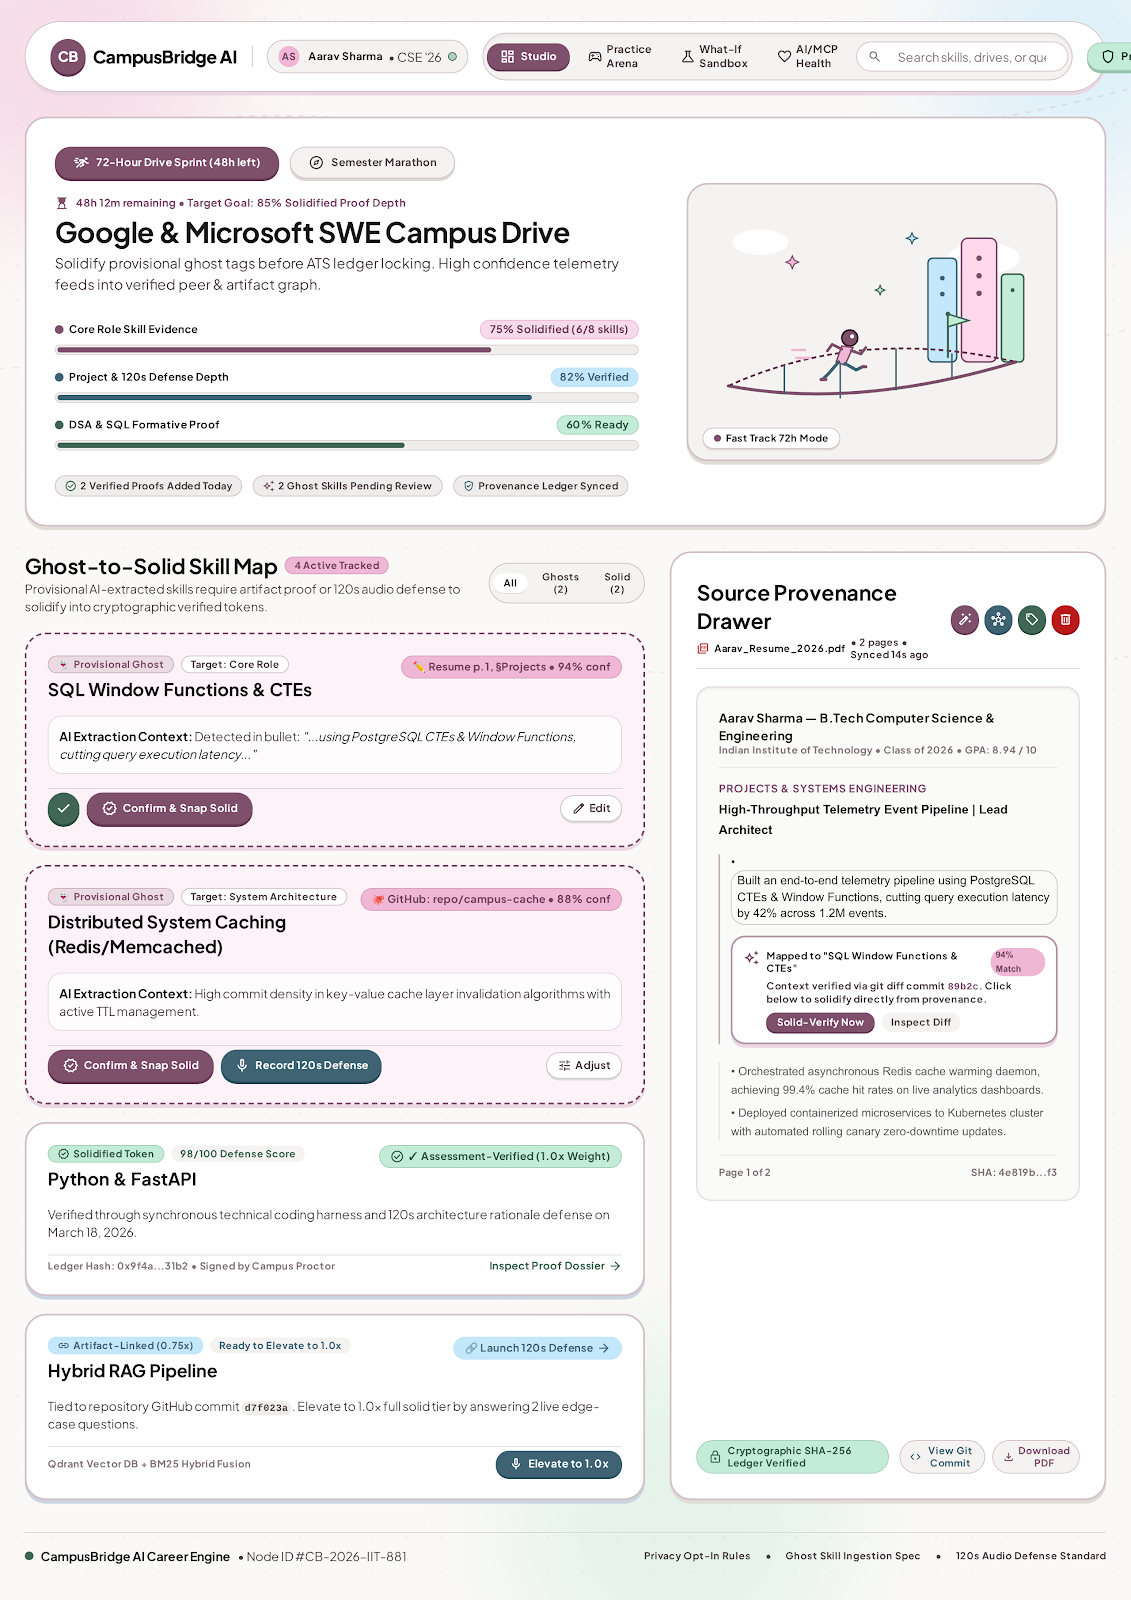 CB CampusBridge AI
AS Aarav Sharma • CSE '26
Studio
Practice
Arena
What-If
Sandbox
AI/MCP
Health
Search skills, drives, or que
72-Hour Drive Sprint (48h left)
Semester Marathon
48h 12m remaining • Target Goal: 85% Solidified Proof Depth
Google & Microsoft SWE Campus Drive
Solidify provisional ghost tags before ATS ledger locking. High confidence telemetry
feeds into verified peer & artifact graph.
Core Role Skill Evidence
75% Solidified (6/8 skills)
Project & 120s Defense Depth
82% Verified
DSA & SQL Formative Proof
60% Ready
2 Verified Proofs Added Today
2 Ghost Skills Pending Review
Provenance Ledger Synced
Fast Track 72h Mode
Ghost-to-Solid Skill Map
4 Active Tracked
Provisional AI-extracted skills require artifact proof or 120s audio defense to
solidify into cryptographic verified tokens.
All
Ghosts
(2)
Solid
(2)
Provisional Ghost
Target: Core Role
Resume p.1, §Projects • 94% conf
SQL Window Functions & CTEs
AI Extraction Context: Detected in bullet: "...using PostgreSQL CTEs & Window Functions,
cutting query execution latency..."
Confirm & Snap Solid
Edit
Provisional Ghost
Target: System Architecture
GitHub: repo/campus-cache • 88% conf
Distributed System Caching
(Redis/Memcached)
AI Extraction Context: High commit density in key-value cache layer invalidation algorithms with
active TTL management.
Confirm & Snap Solid
Record 120s Defense
Adjust
Solidified Token
98/100 Defense Score
✓ Assessment-Verified (1.0x Weight)
Python & FastAPI
Verified through synchronous technical coding harness and 120s architecture rationale defense on
March 18, 2026.
Ledger Hash: 0x9f4a...31b2 • Signed by Campus Proctor
Inspect Proof Dossier →
Artifact-Linked (0.75x)
Ready to Elevate to 1.0x
Launch 120s Defense →
Hybrid RAG Pipeline
Tied to repository GitHub commit d7f023a. Elevate to 1.0x full solid tier by answering 2 live edge-
case questions.
Qdrant Vector DB + BM25 Hybrid Fusion
Elevate to 1.0x
Source Provenance
Drawer
Aarav_Resume_2026.pdf • 2 pages •
Synced 14s ago
Aarav Sharma — B.Tech Computer Science &
Engineering
Indian Institute of Technology • Class of 2026 • GPA: 8.94 / 10
PROJECTS & SYSTEMS ENGINEERING
High-Throughput Telemetry Event Pipeline | Lead
Architect
•
Built an end-to-end telemetry pipeline using PostgreSQL
CTEs & Window Functions, cutting query execution latency
by 42% across 1.2M events.
Mapped to "SQL Window Functions &
CTEs"
94%
Match
Context verified via git diff commit 89b2c. Click
below to solidify directly from provenance.
Solid-Verify Now
Inspect Diff
• Orchestrated asynchronous Redis cache warming daemon,
achieving 99.4% cache hit rates on live analytics dashboards.
• Deployed containerized microservices to Kubernetes cluster
with automated rolling canary zero-downtime updates.
Page 1 of 2
SHA: 4e819b...f3
Cryptographic SHA-256
Ledger Verified
View Git
Commit
Download
PDF
CampusBridge AI Career Engine • Node ID #CB-2026-IIT-881
Privacy Opt-In Rules • Ghost Skill Ingestion Spec • 120s Audio Defense Standard